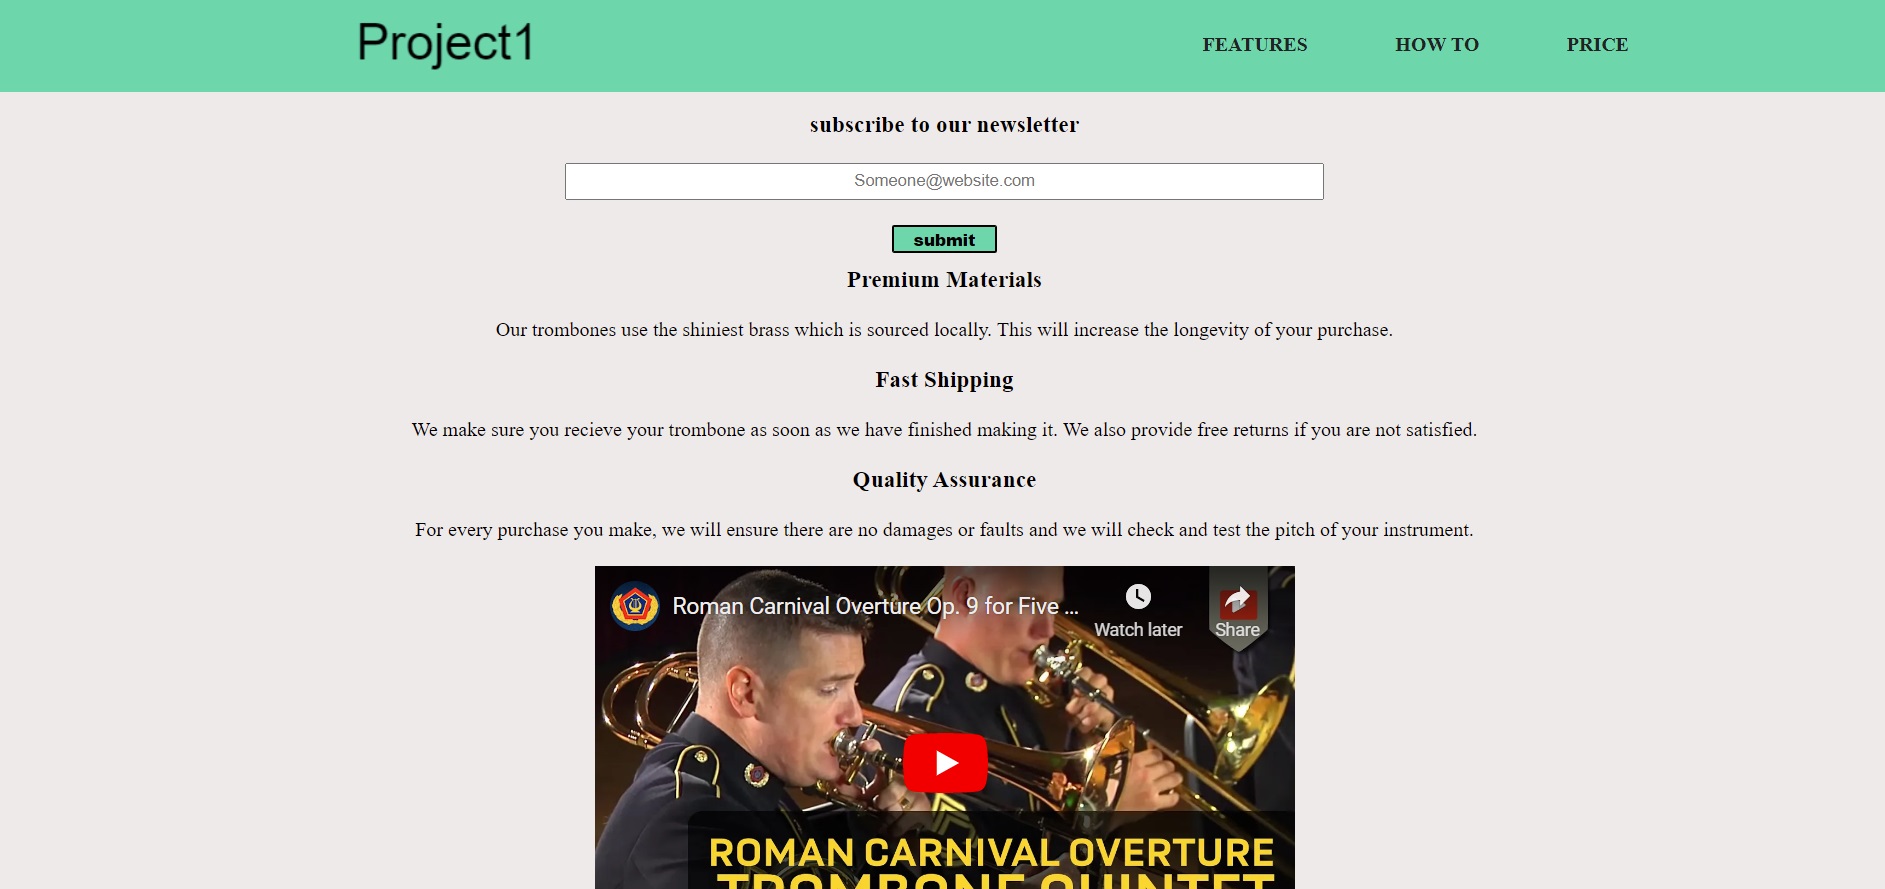 Project1
FEATURES
HOW TO
PRICE
subscribe to our newsletter
Someone@website.com
submit
Premium Materials
Our trombones use the shiniest brass which is sourced locally. This will increase the longevity of your purchase.
Fast Shipping
We make sure you recieve your trombone as soon as we have finished making it. We also provide free returns if you are not satisfied.
Quality Assurance
For every purchase you make, we will ensure there are no damages or faults and we will check and test the pitch of your instrument.
Roman Carnival Overture Op. 9 for Five ...
Watch later
Share
ROMAN CARNIVAL OVERTURE
TROMBONE QUINTET